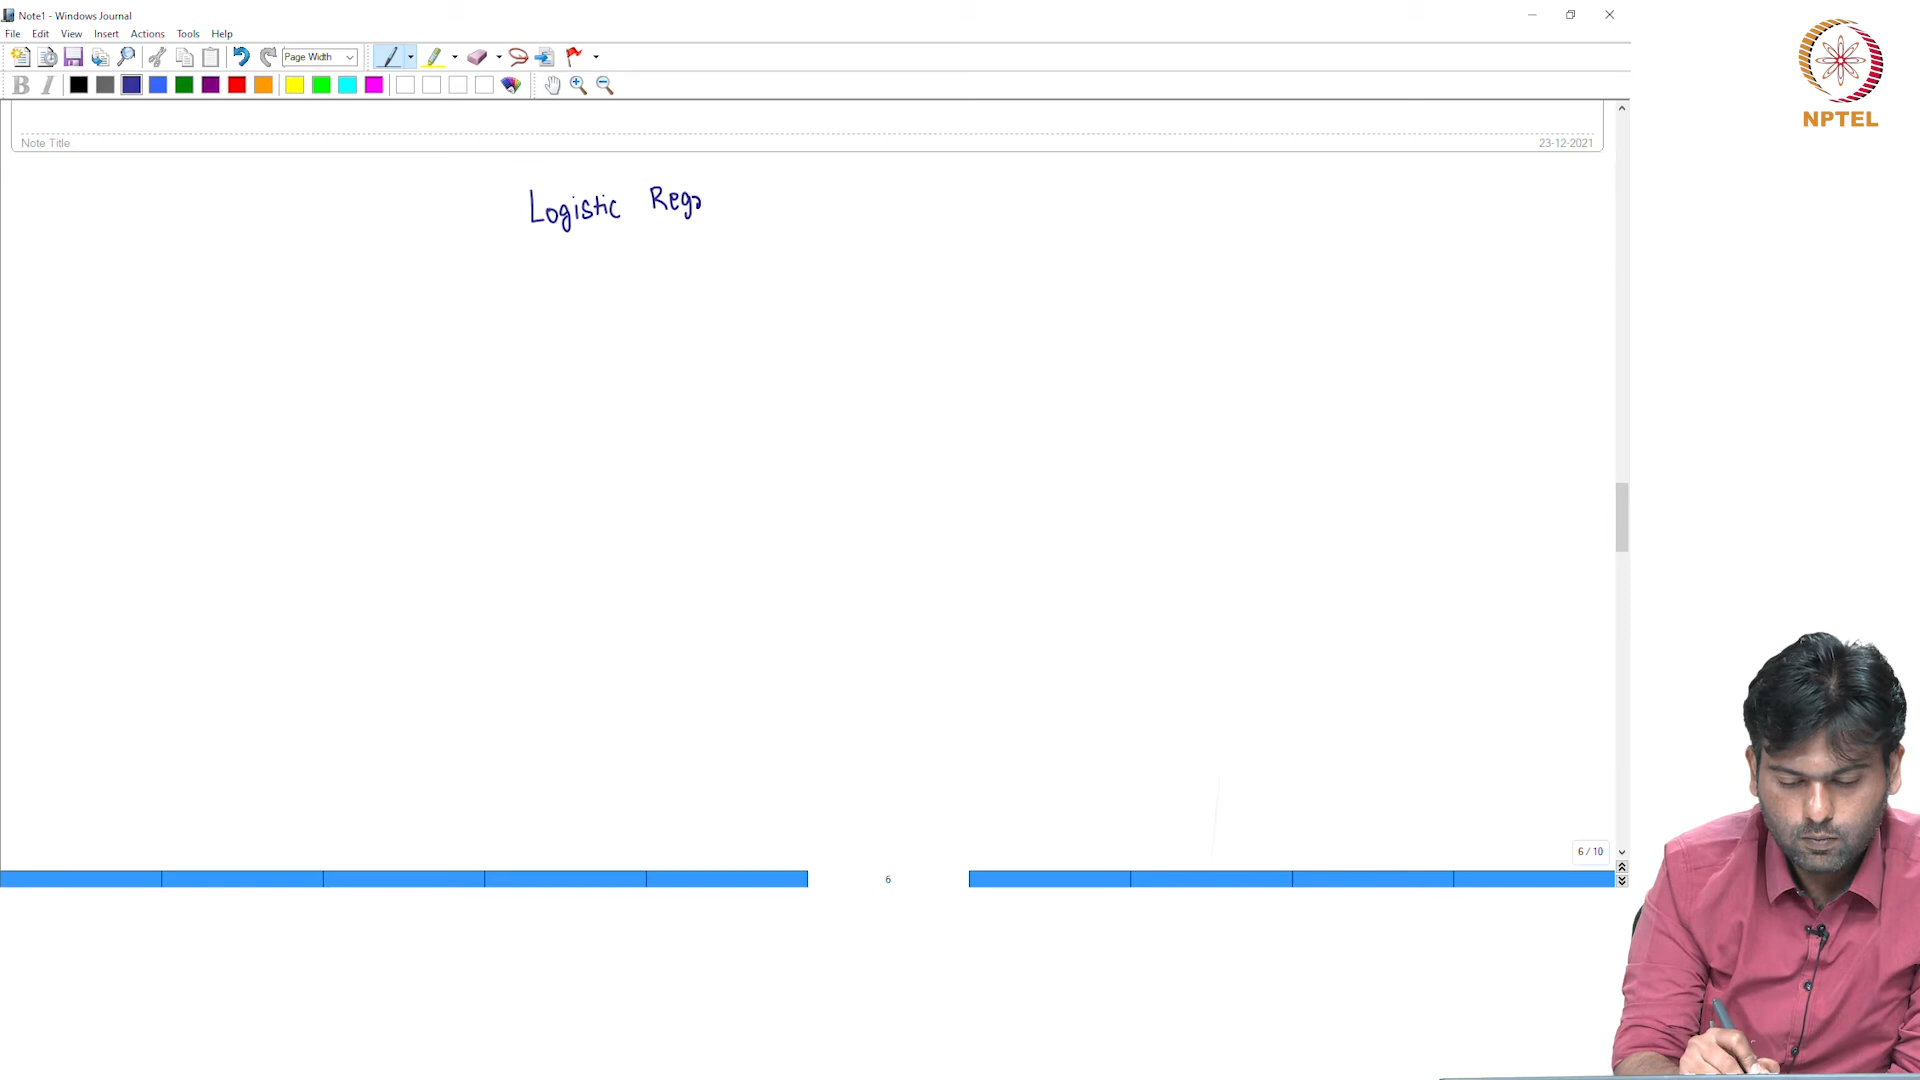 Note1 - Windows Journal
File Edit View Insert Actions Tools Help
Page Width
B I
NPTEL
Note Title 23-12-2021
Logistic Regr
6 / 10
6